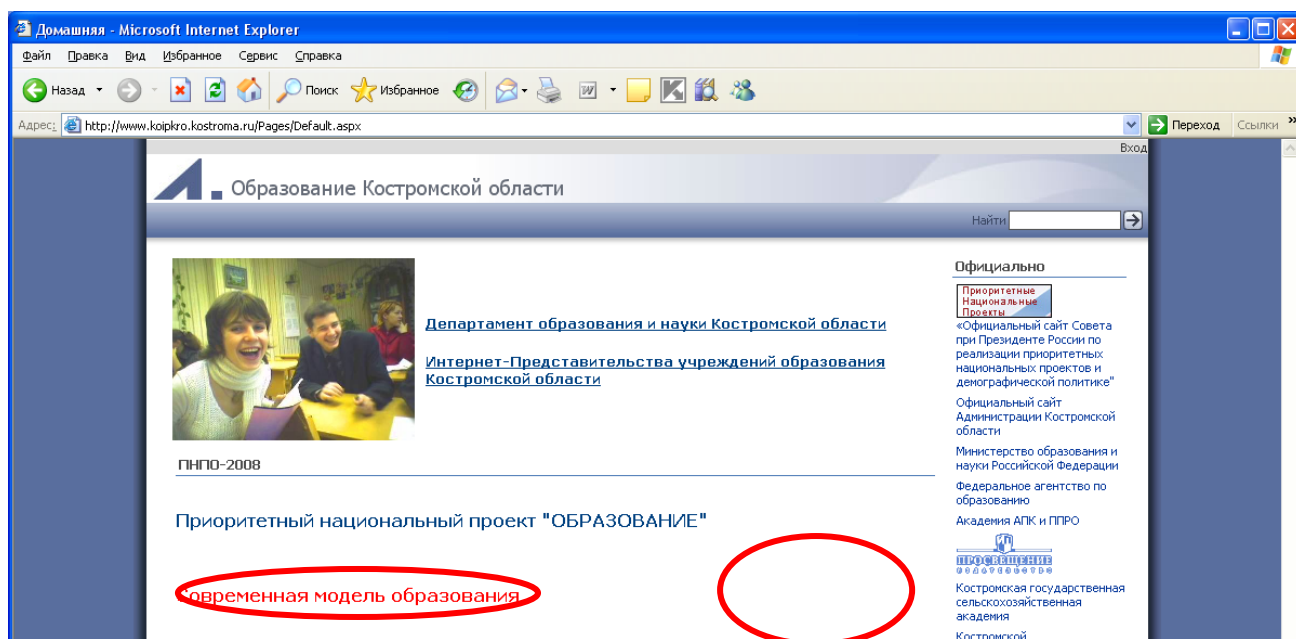 Домашняя - Microsoft Internet Explorer
Файл Правка Вид Избранное Сервис Справка
Назад Поиск Избранное
Адрес: http://www.koipkro.kostroma.ru/Pages/Default.aspx Переход Ссылки »
Вход
Образование Костромской области
Найти
Департамент образования и науки Костромской области
Интернет-Представительства учреждений образования
Костромской области
ПНПО-2008
Приоритетный национальный проект "ОБРАЗОВАНИЕ"
Современная модель образования
Официально
Приоритетные
Национальные
Проекты
«Официальный сайт Совета
при Президенте России по
реализации приоритетных
национальных проектов и
демографической политике"
Официальный сайт
Администрации Костромской
области
Министерство образования и
науки Российской Федерации
Федеральное агентство по
образованию
Академия АПК и ППРО
ПРОСВЕЩЕНИЕ
ИЗДАТЕЛЬСТВО
Костромская государственная
сельскохозяйственная
академия
Костромской